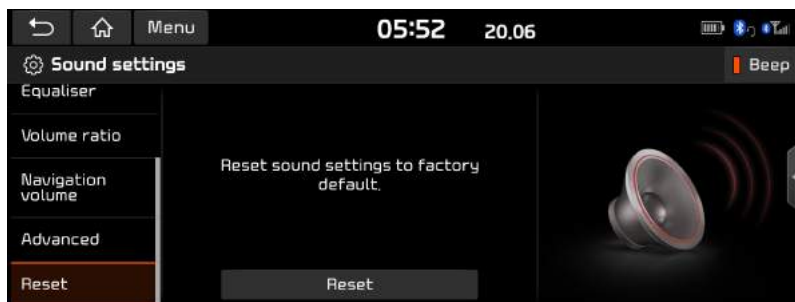 Menu
05:52 20.06
Sound settings
Beep
Equaliser
Volume ratio
Navigation
volume
Advanced
Reset
Reset sound settings to factory
default.
Reset